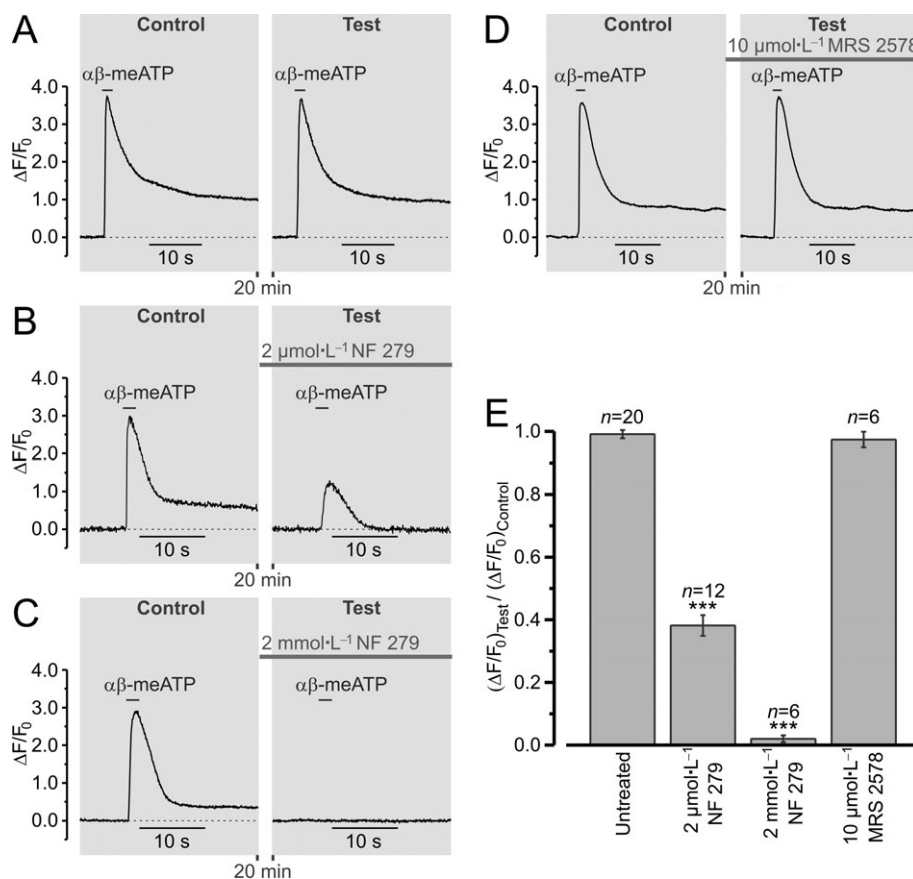 A
Control
Test
αβ-meATP
αβ-meATP
4.0
3.0
2.0
1.0
0.0
ΔF/F0
10 s
10 s
20 min
B
Control
Test
2 µmol·L⁻¹ NF 279
αβ-meATP
αβ-meATP
4.0
3.0
2.0
1.0
0.0
ΔF/F0
10 s
10 s
20 min
C
Control
Test
2 mmol·L⁻¹ NF 279
αβ-meATP
αβ-meATP
4.0
3.0
2.0
1.0
0.0
ΔF/F0
10 s
10 s
20 min
D
Control
Test
10 µmol·L⁻¹ MRS 2578
αβ-meATP
αβ-meATP
4.0
3.0
2.0
1.0
0.0
ΔF/F0
10 s
10 s
20 min
E
n=20
n=12
***
n=6
***
n=6
1.0
0.8
0.6
0.4
0.2
0.0
(ΔF/F0)Test / (ΔF/F0)Control
Untreated
2 µmol·L⁻¹
NF 279
2 mmol·L⁻¹
NF 279
10 µmol·L⁻¹
MRS 2578